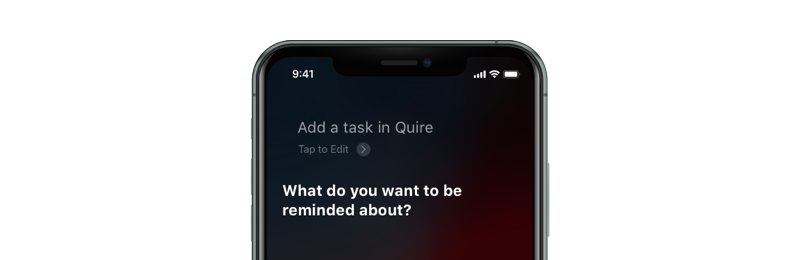 9:41
Add a task in Quire
Tap to Edit
What do you want to be
reminded about?